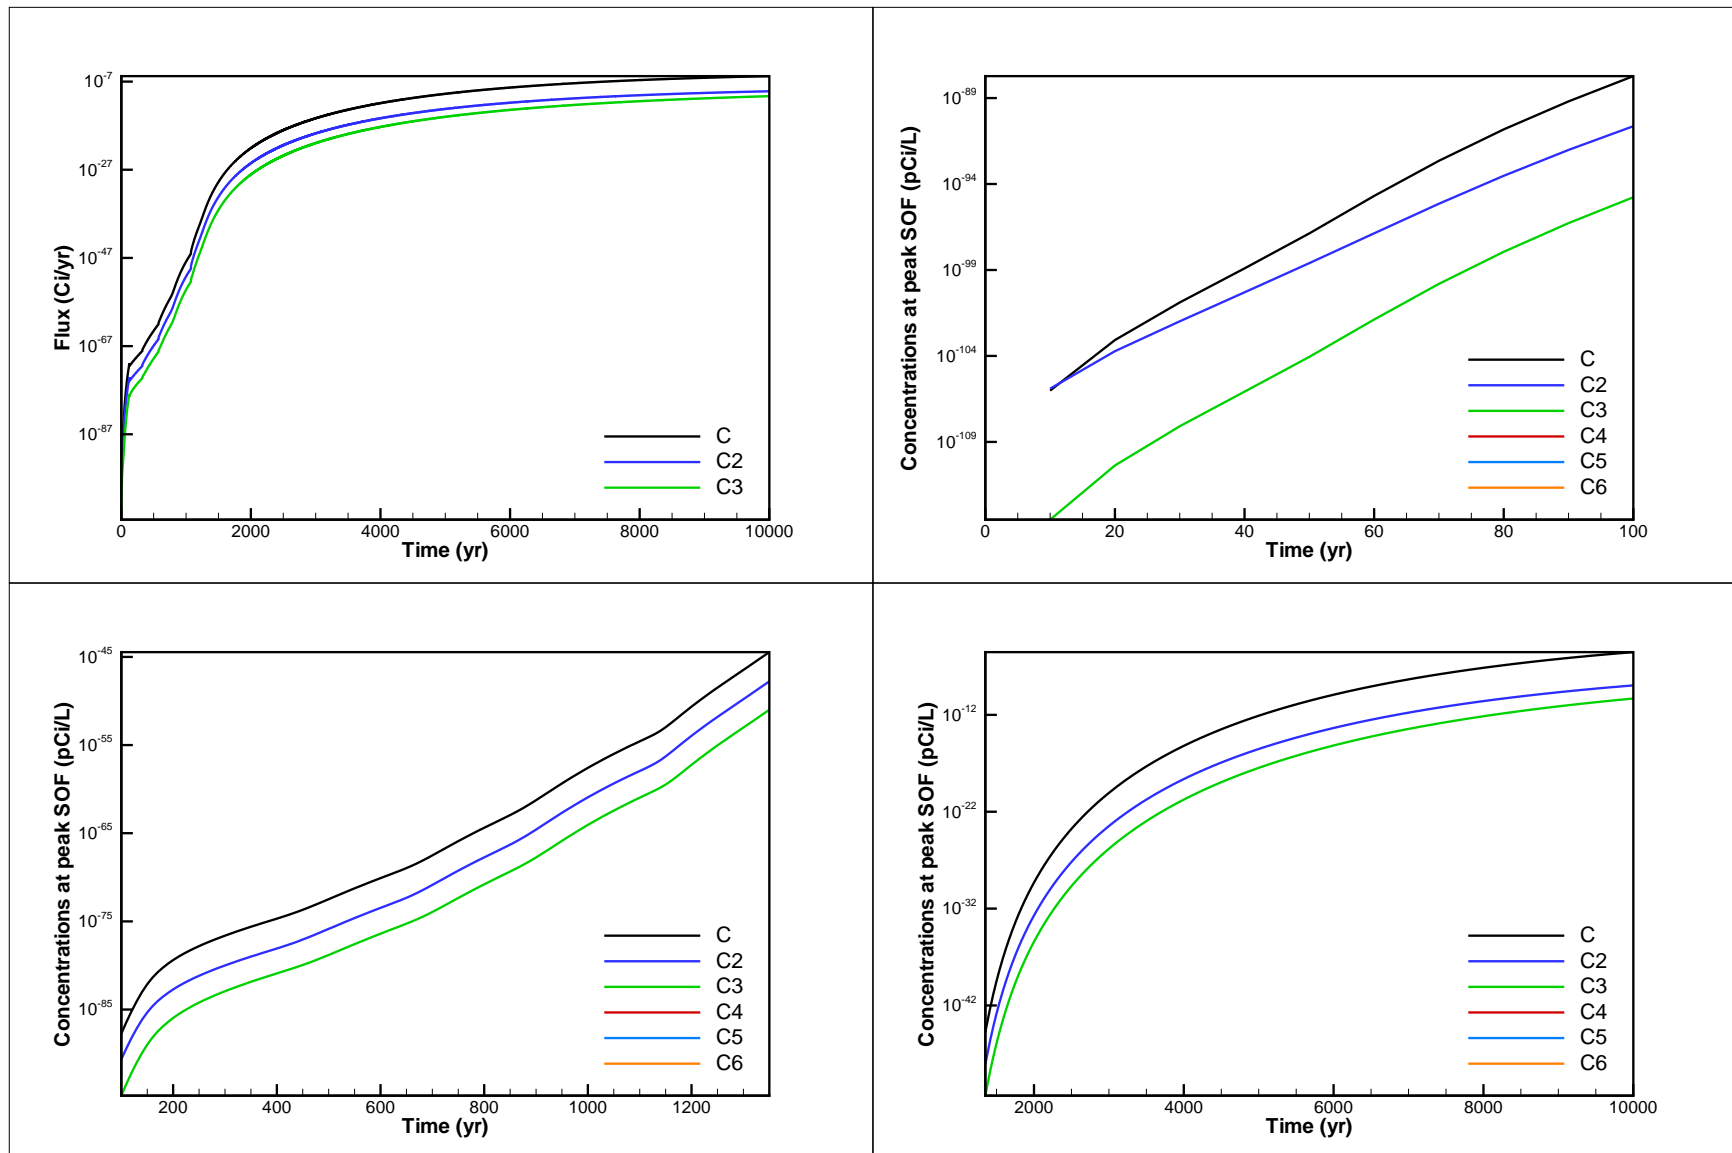 Flux (Ci/yr)
10^-7
10^-27
10^-47
10^-67
10^-87
C
C2
C3
0 2000 4000 6000 8000 10000
Time (yr)
Concentrations at peak SOF (pCi/L)
10^-89
10^-94
10^-99
10^-104
10^-109
C
C2
C3
C4
C5
C6
0 20 40 60 80 100
Time (yr)
Concentrations at peak SOF (pCi/L)
10^-45
10^-55
10^-65
10^-75
10^-85
C
C2
C3
C4
C5
C6
200 400 600 800 1000 1200
Time (yr)
Concentrations at peak SOF (pCi/L)
10^-12
10^-22
10^-32
10^-42
C
C2
C3
C4
C5
C6
2000 4000 6000 8000 10000
Time (yr)